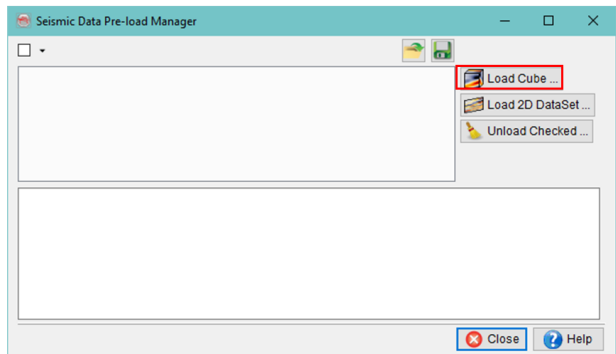 Seismic Data Pre-load Manager
Load Cube ...
Load 2D DataSet ...
Unload Checked ...
Close
Help